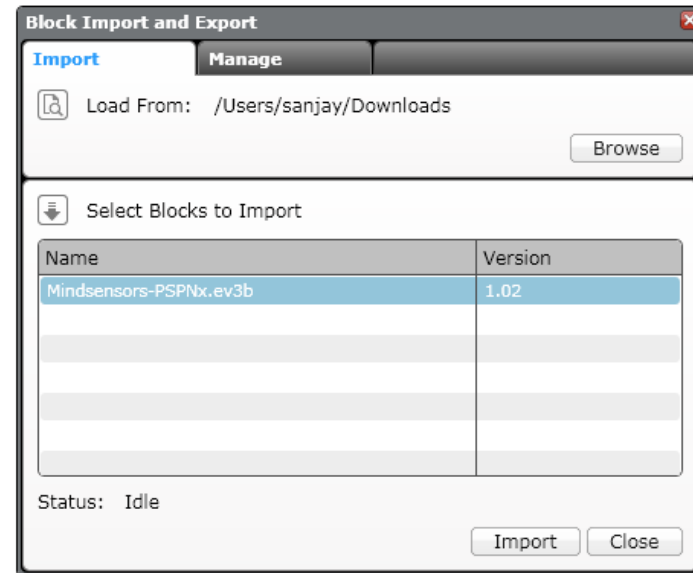 Block Import and Export
Import Manage
Load From: /Users/sanjay/Downloads
Browse
Select Blocks to Import
Name Version
Mindsensors-PSPNx.ev3b 1.02
Status: Idle
Import Close